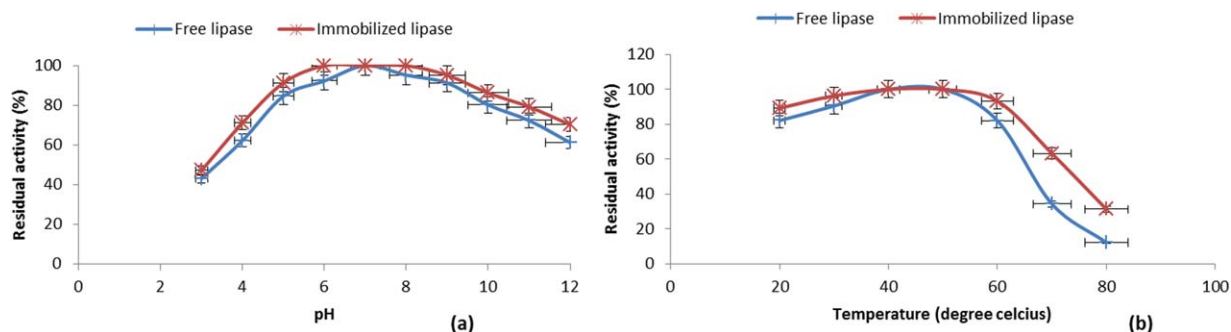 Free lipase Immobilized lipase
Residual activity (%)
100
80
60
40
20
0
0 2 4 6 8 10 12
pH
(a)
Free lipase Immobilized lipase
Residual activity (%)
120
100
80
60
40
20
0
0 20 40 60 80 100
Temperature (degree celcius)
(b)